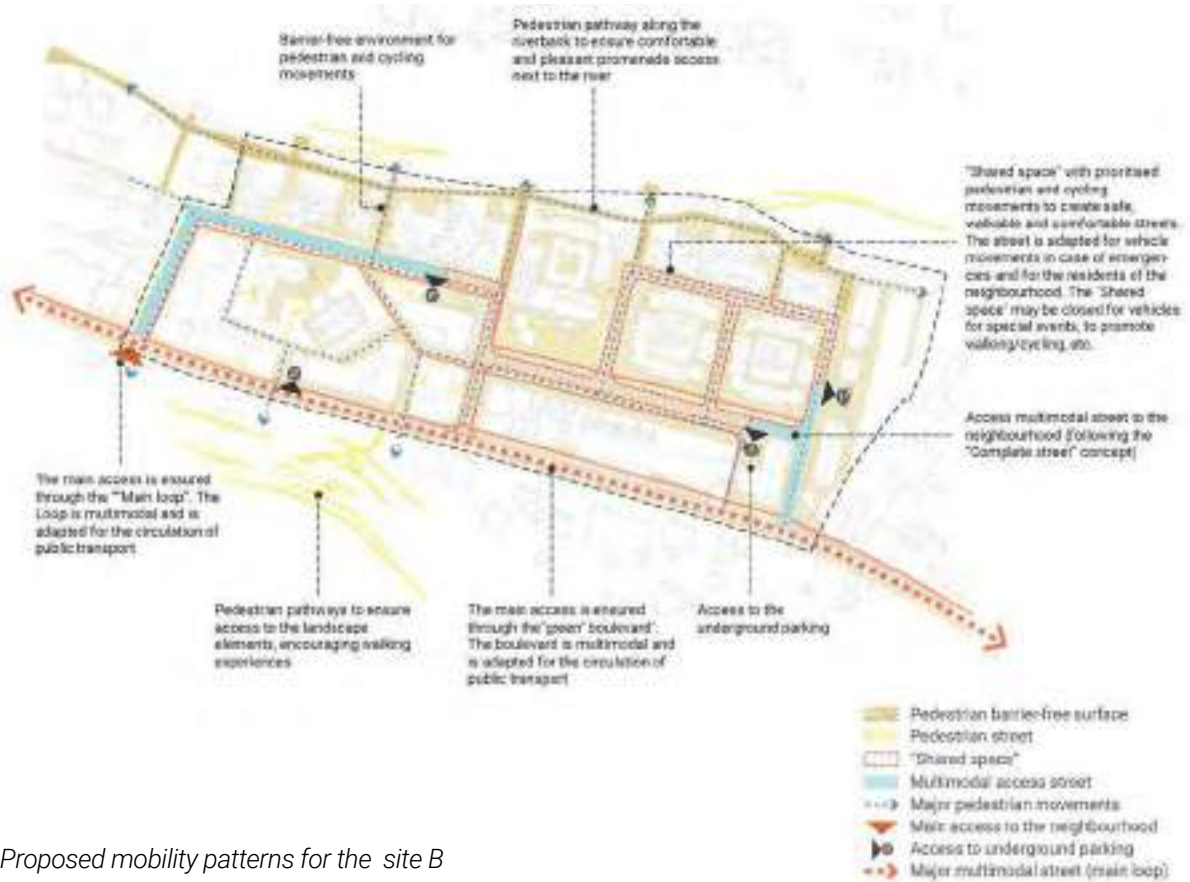 Barrier-free environment for
pedestrian and cycling
movements
Pedestrian pathway along the
riverbank to ensure comfortable
and pleasant promenade access
next to the river
"Shared space" with prioritised
pedestrian and cycling
movements to create safe,
walkable and comfortable streets.
The street is adapted for vehicle
movements in case of emergen-
cies and for the residents of the
neighbourhood. The "Shared
space" may be closed for vehicles
for special events, to promote
walking/cycling, etc.
Access multimodal street to the
neighbourhood (following the
"Complete street" concept)
The main access is ensured
through the ""Main loop". The
Loop is multimodal and is
adapted for the circulation of
public transport
Pedestrian pathways to ensure
access to the landscape
elements, encouraging walking
experiences
The main access is ensured
through the "green" boulevard".
The boulevard is multimodal and
is adapted for the circulation of
public transport
Access to the
underground parking
Pedestrian barrier-free surface
Pedestrian street
"Shared space"
Multimodal access street
Major pedestrian movements
Main access to the neighbourhood
Access to underground parking
Major multimodal street (main loop)
Proposed mobility patterns for the site B